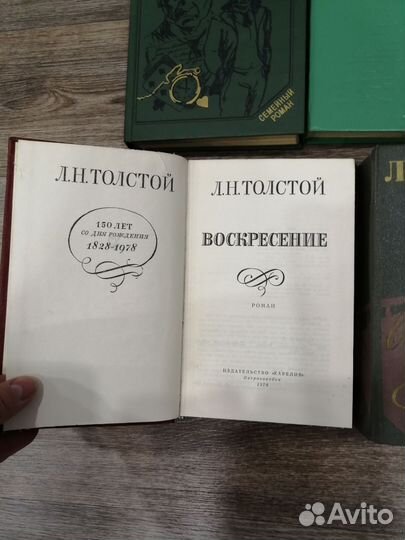 СЕМЕЙНЫЙ
РОМАН
Л.Н.ТОЛСТОЙ
150 ЛЕТ
СО ДНЯ РОЖДЕНИЯ
1828-1978
Л.Н.ТОЛСТОЙ
ВОСКРЕСЕНИЕ
РОМАН
ИЗДАТЕЛЬСТВО «КАРЕЛИЯ»
Петрозаводск
1978
Л
Avito